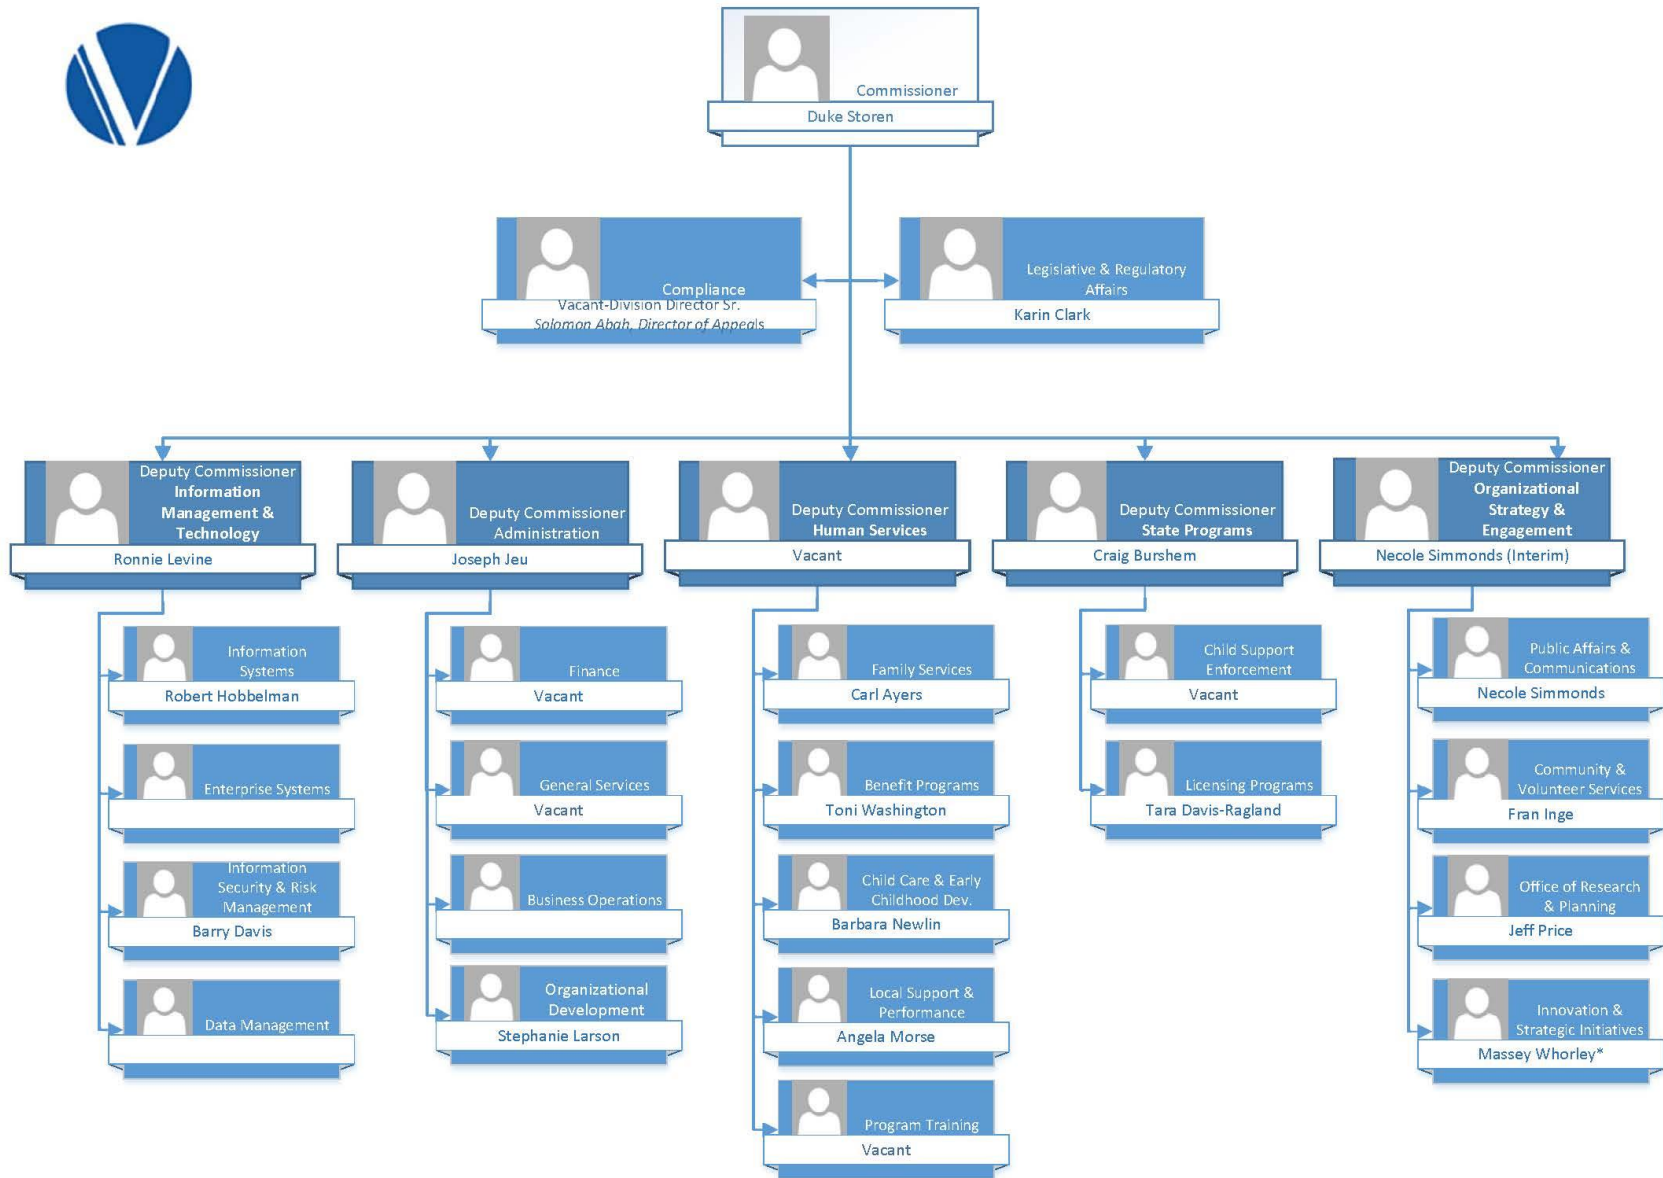 Commissioner
Duke Storen
Compliance
Vacant-Division Director Sr.
Solomon Abah, Director of Appeals
Legislative & Regulatory
Affairs
Karin Clark
Deputy Commissioner
Information
Management &
Technology
Ronnie Levine
Deputy Commissioner
Administration
Joseph Jeu
Deputy Commissioner
Human Services
Vacant
Deputy Commissioner
State Programs
Craig Burshem
Deputy Commissioner
Organizational
Strategy &
Engagement
Necole Simmonds (Interim)
Information
Systems
Robert Hobbelman
Enterprise Systems
Information
Security & Risk
Management
Barry Davis
Data Management
Finance
Vacant
General Services
Vacant
Business Operations
Organizational
Development
Stephanie Larson
Family Services
Carl Ayers
Benefit Programs
Toni Washington
Child Care & Early
Childhood Dev.
Barbara Newlin
Local Support &
Performance
Angela Morse
Program Training
Vacant
Child Support
Enforcement
Vacant
Licensing Programs
Tara Davis-Ragland
Public Affairs &
Communications
Necole Simmonds
Community &
Volunteer Services
Fran Inge
Office of Research
& Planning
Jeff Price
Innovation &
Strategic Initiatives
Massey Whorley*